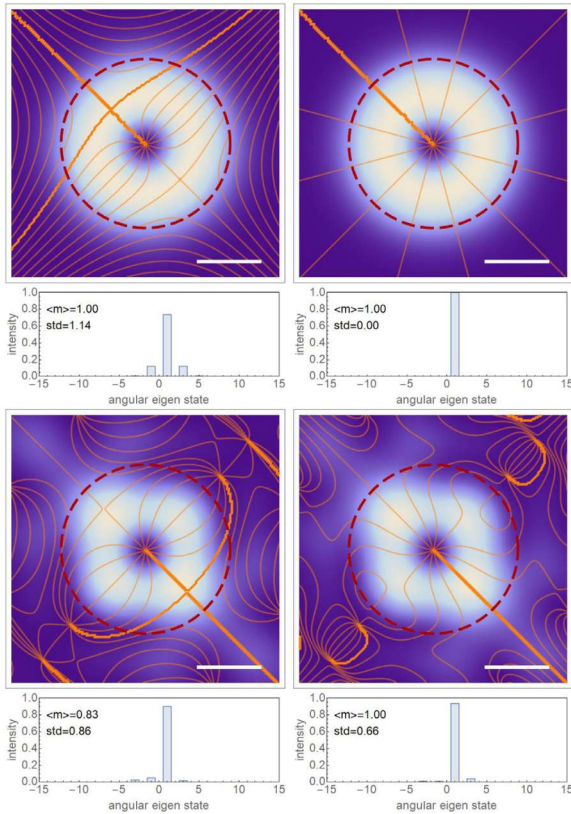 1.0
0.8
0.6
0.4
0.2
0.0
intensity
<m>=1.00
std=1.14
−15 −10 −5 0 5 10 15
angular eigen state
1.0
0.8
0.6
0.4
0.2
0.0
intensity
<m>=1.00
std=0.00
−15 −10 −5 0 5 10 15
angular eigen state
1.0
0.8
0.6
0.4
0.2
0.0
intensity
<m>=0.83
std=0.86
−15 −10 −5 0 5 10 15
angular eigen state
1.0
0.8
0.6
0.4
0.2
0.0
intensity
<m>=1.00
std=0.66
−15 −10 −5 0 5 10 15
angular eigen state